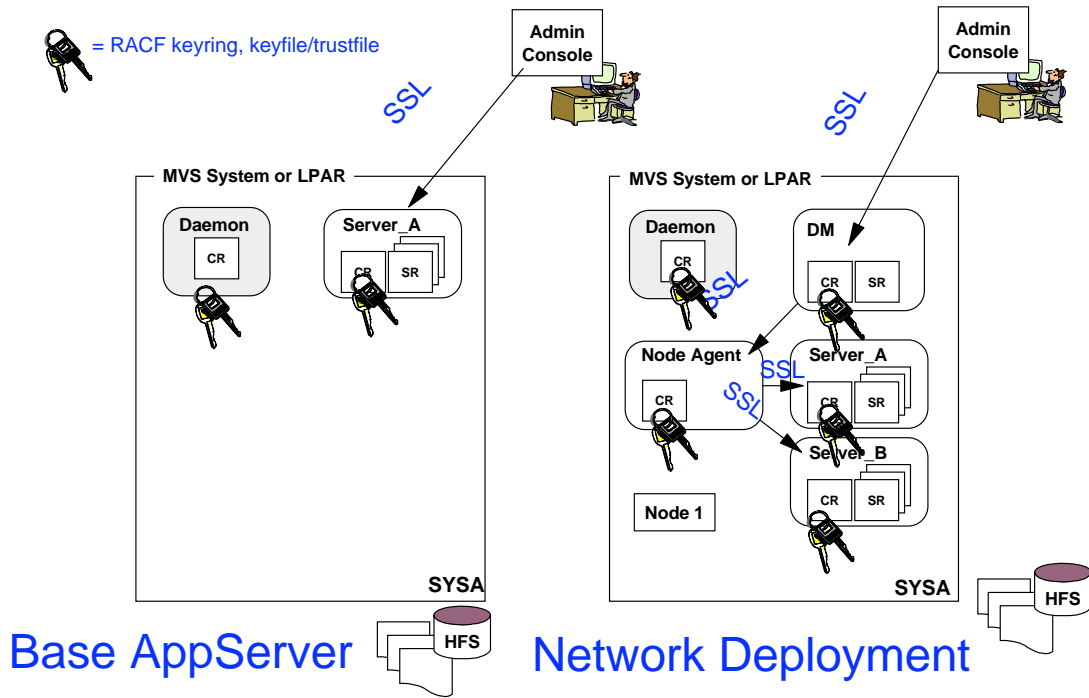 = RACF keyring, keyfile/trustfile
Admin
Console
SSL
MVS System or LPAR
Daemon
CR
Server_A
CR
SR
SYSA
HFS
Base AppServer
Admin
Console
SSL
MVS System or LPAR
Daemon
CR
SSL
DM
CR
SR
Node Agent
CR
SSL
SSL
Server_A
CR
SR
Server_B
CR
SR
Node 1
SYSA
HFS
Network Deployment